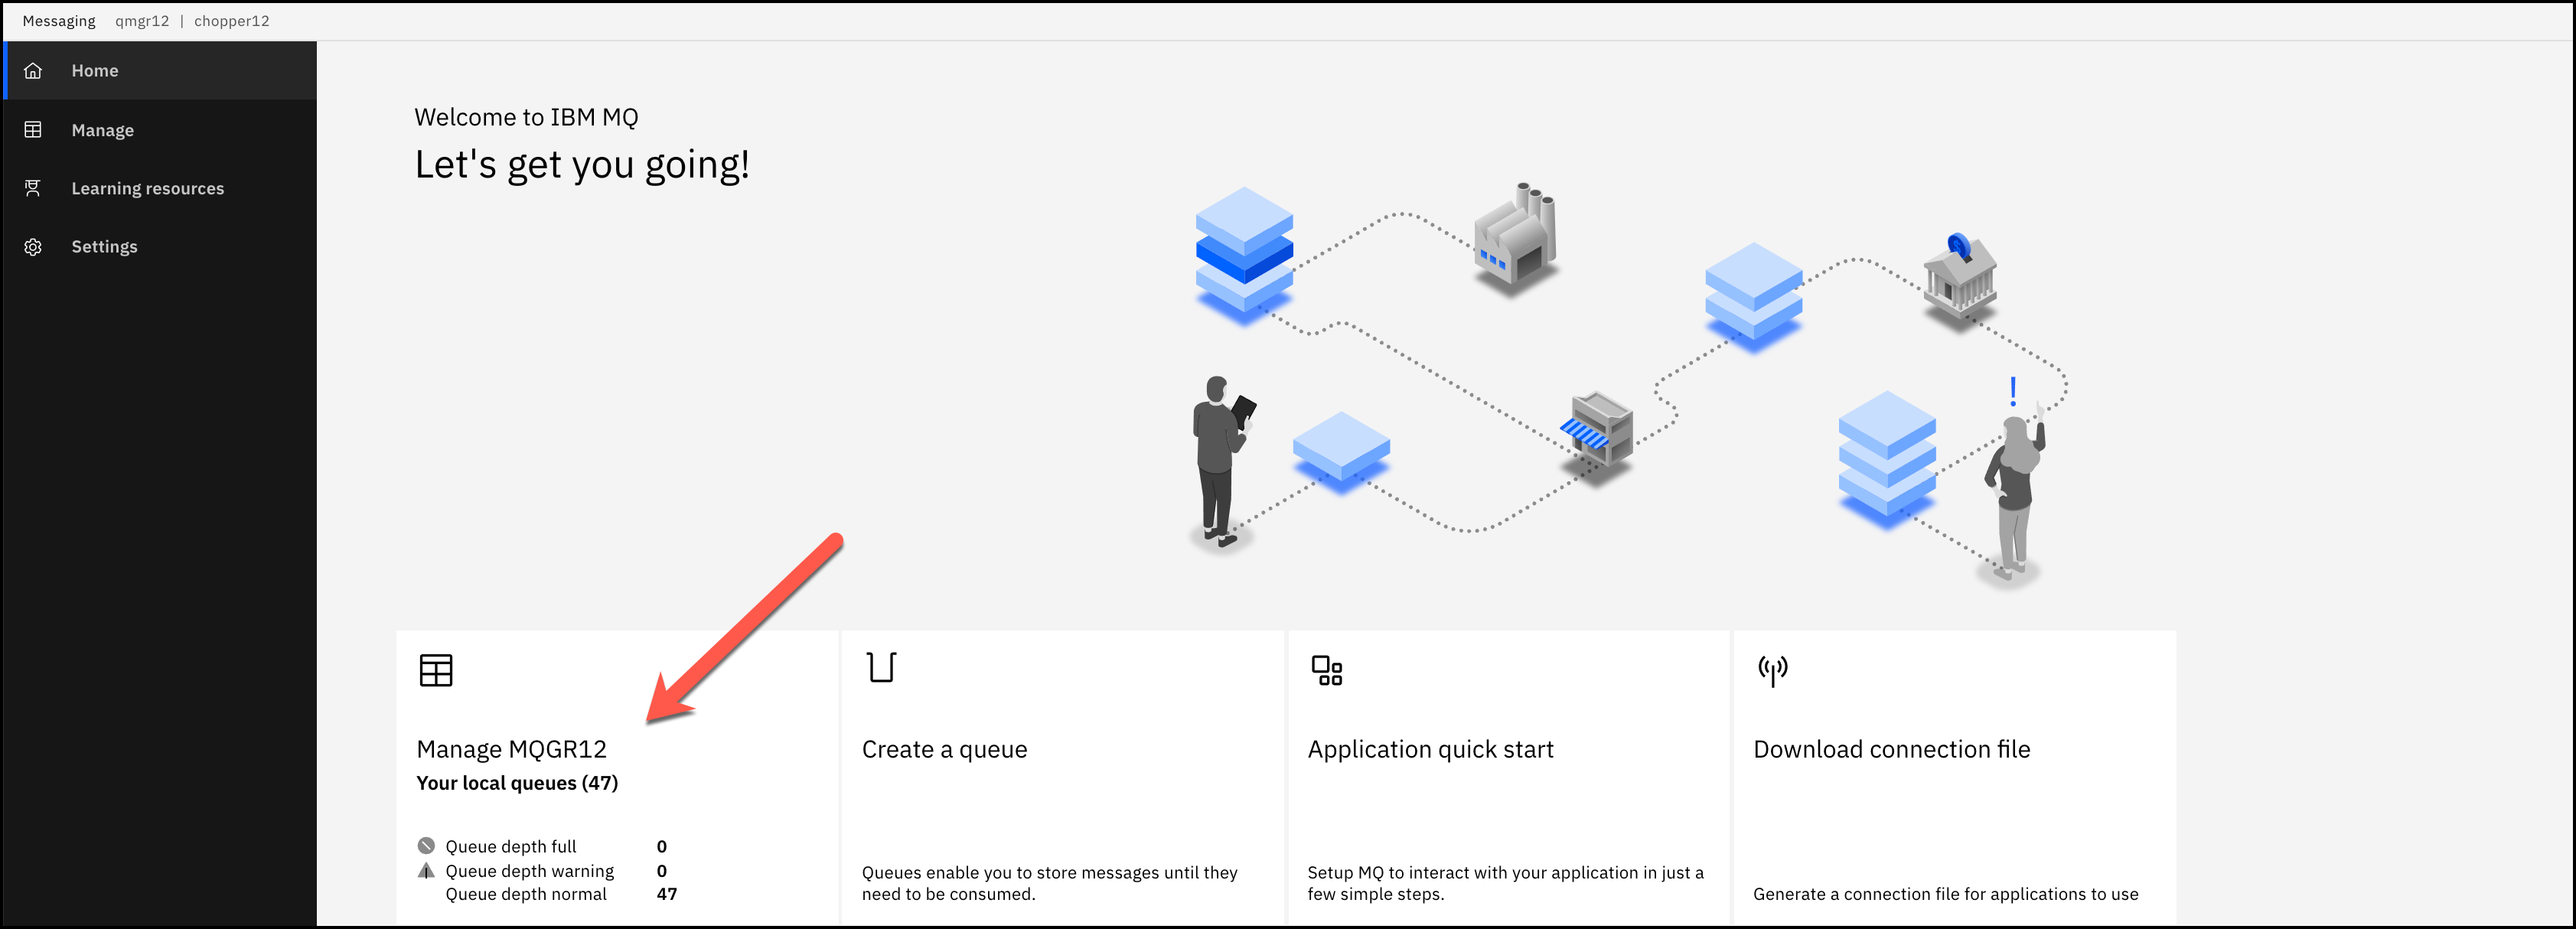 Messaging qmgr12 | chopper12
Home
Manage
Learning resources
Settings
Welcome to IBM MQ
Let's get you going!
!
Manage MQGR12
Your local queues (47)
Queue depth full 0
Queue depth warning 0
Queue depth normal 47
Create a queue
Queues enable you to store messages until they
need to be consumed.
Application quick start
Setup MQ to interact with your application in just a
few simple steps.
Download connection file
Generate a connection file for applications to use